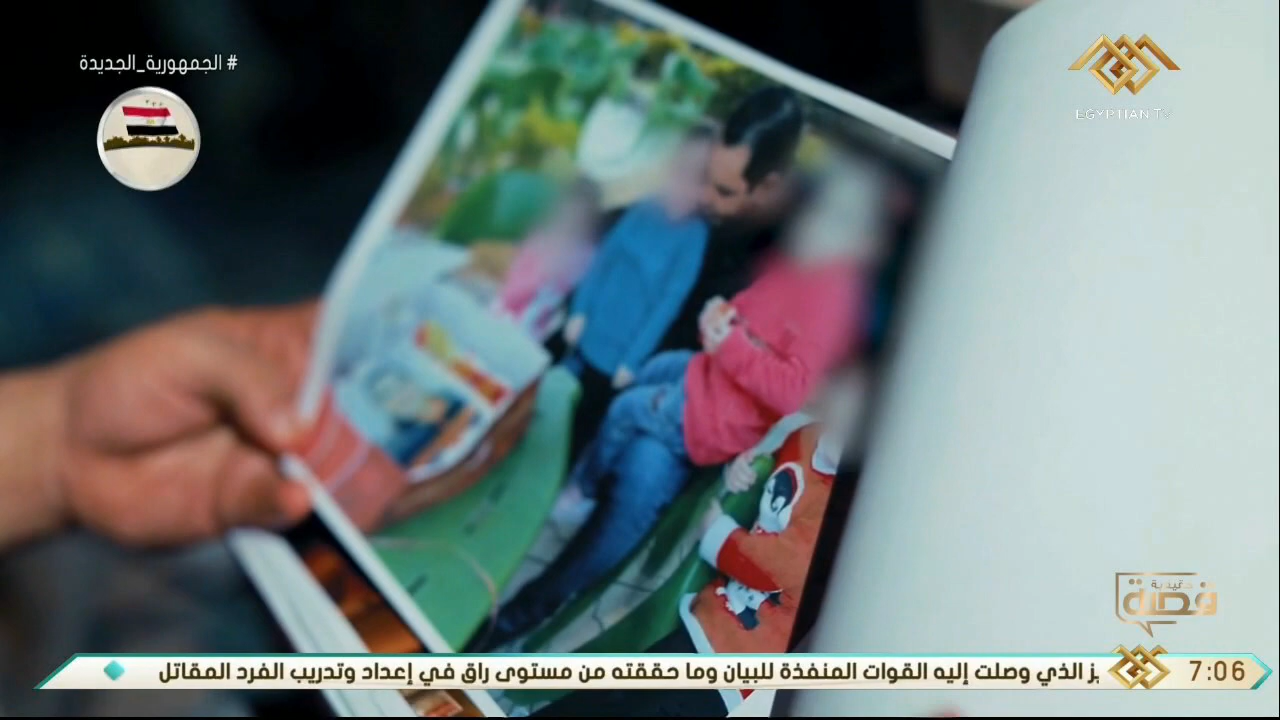 # الجمهورية_الجديدة
EGYPTIAN TV
قصة
ـز الذي وصلت إليه القوات المنفذة للبيان وما حققته من مستوى راق في إعداد وتدريب الفرد المقاتل
7:06